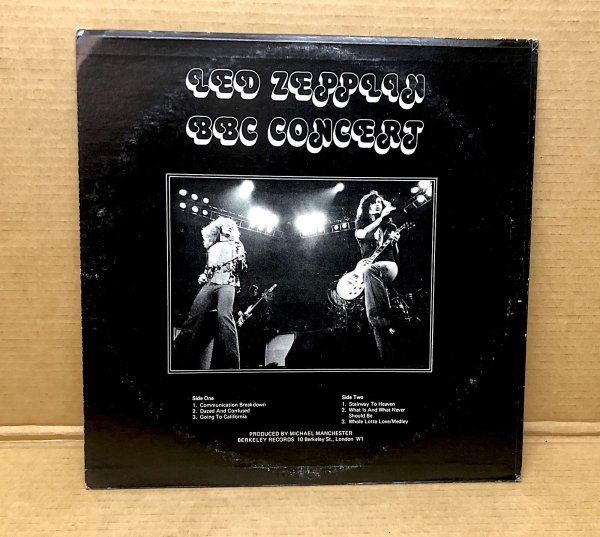 LED ZEPPLIN
BBC CONCERT
Side One
1. Communication Breakdown
2. Dazed And Confused
3. Going To California
Side Two
1. Stairway To Heaven
2. What Is And What Never
Should Be
3. Whole Lotta Love/Medley
PRODUCED BY MICHAEL MANCHESTER
BERKELEY RECORDS 10 Berkeley St., London W1